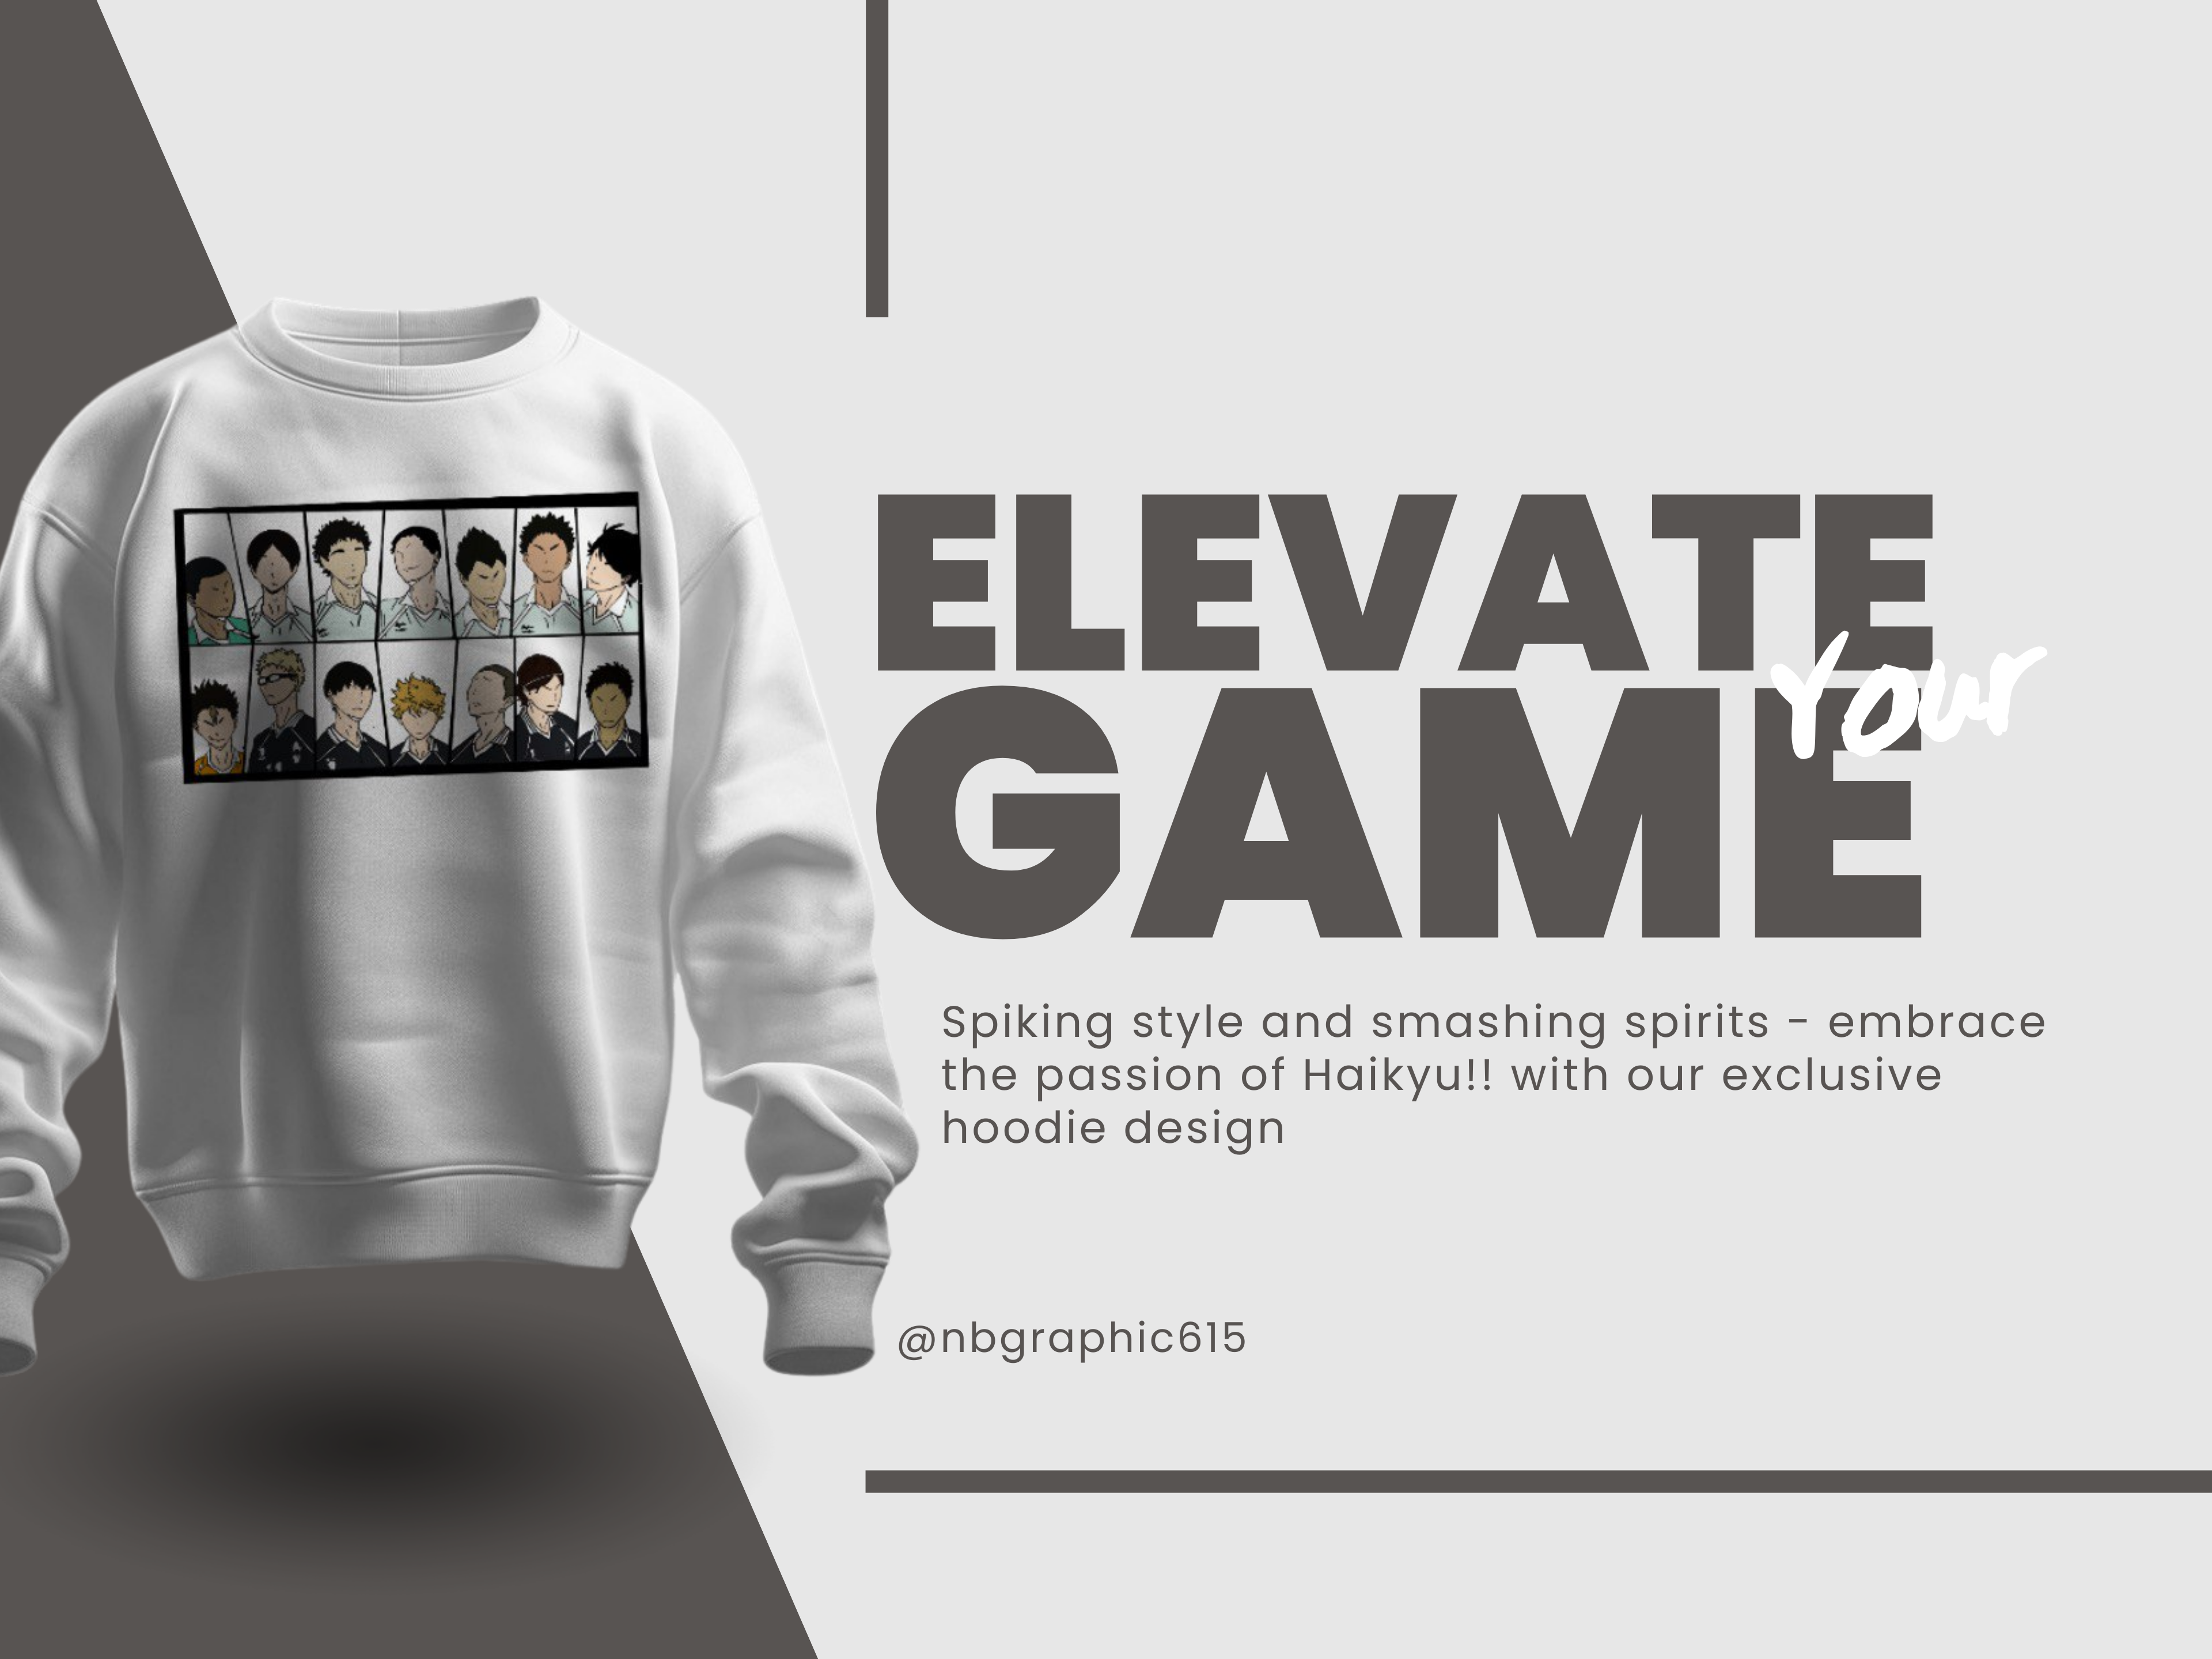 ELEVATE
Your
GAME
Spiking style and smashing spirits - embrace
the passion of Haikyu!! with our exclusive
hoodie design
@nbgraphic615